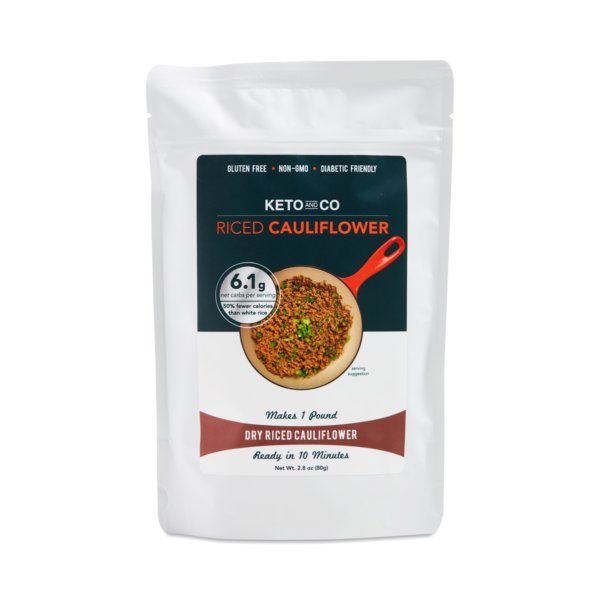 GLUTEN FREE • NON-GMO • DIABETIC FRIENDLY
KETO AND CO
RICED CAULIFLOWER
6.1g
net carbs per serving
50% fewer calories
than white rice
serving
suggestion
Makes 1 Pound
DRY RICED CAULIFLOWER
Ready in 10 Minutes
Net Wt. 2.8 oz (80g)